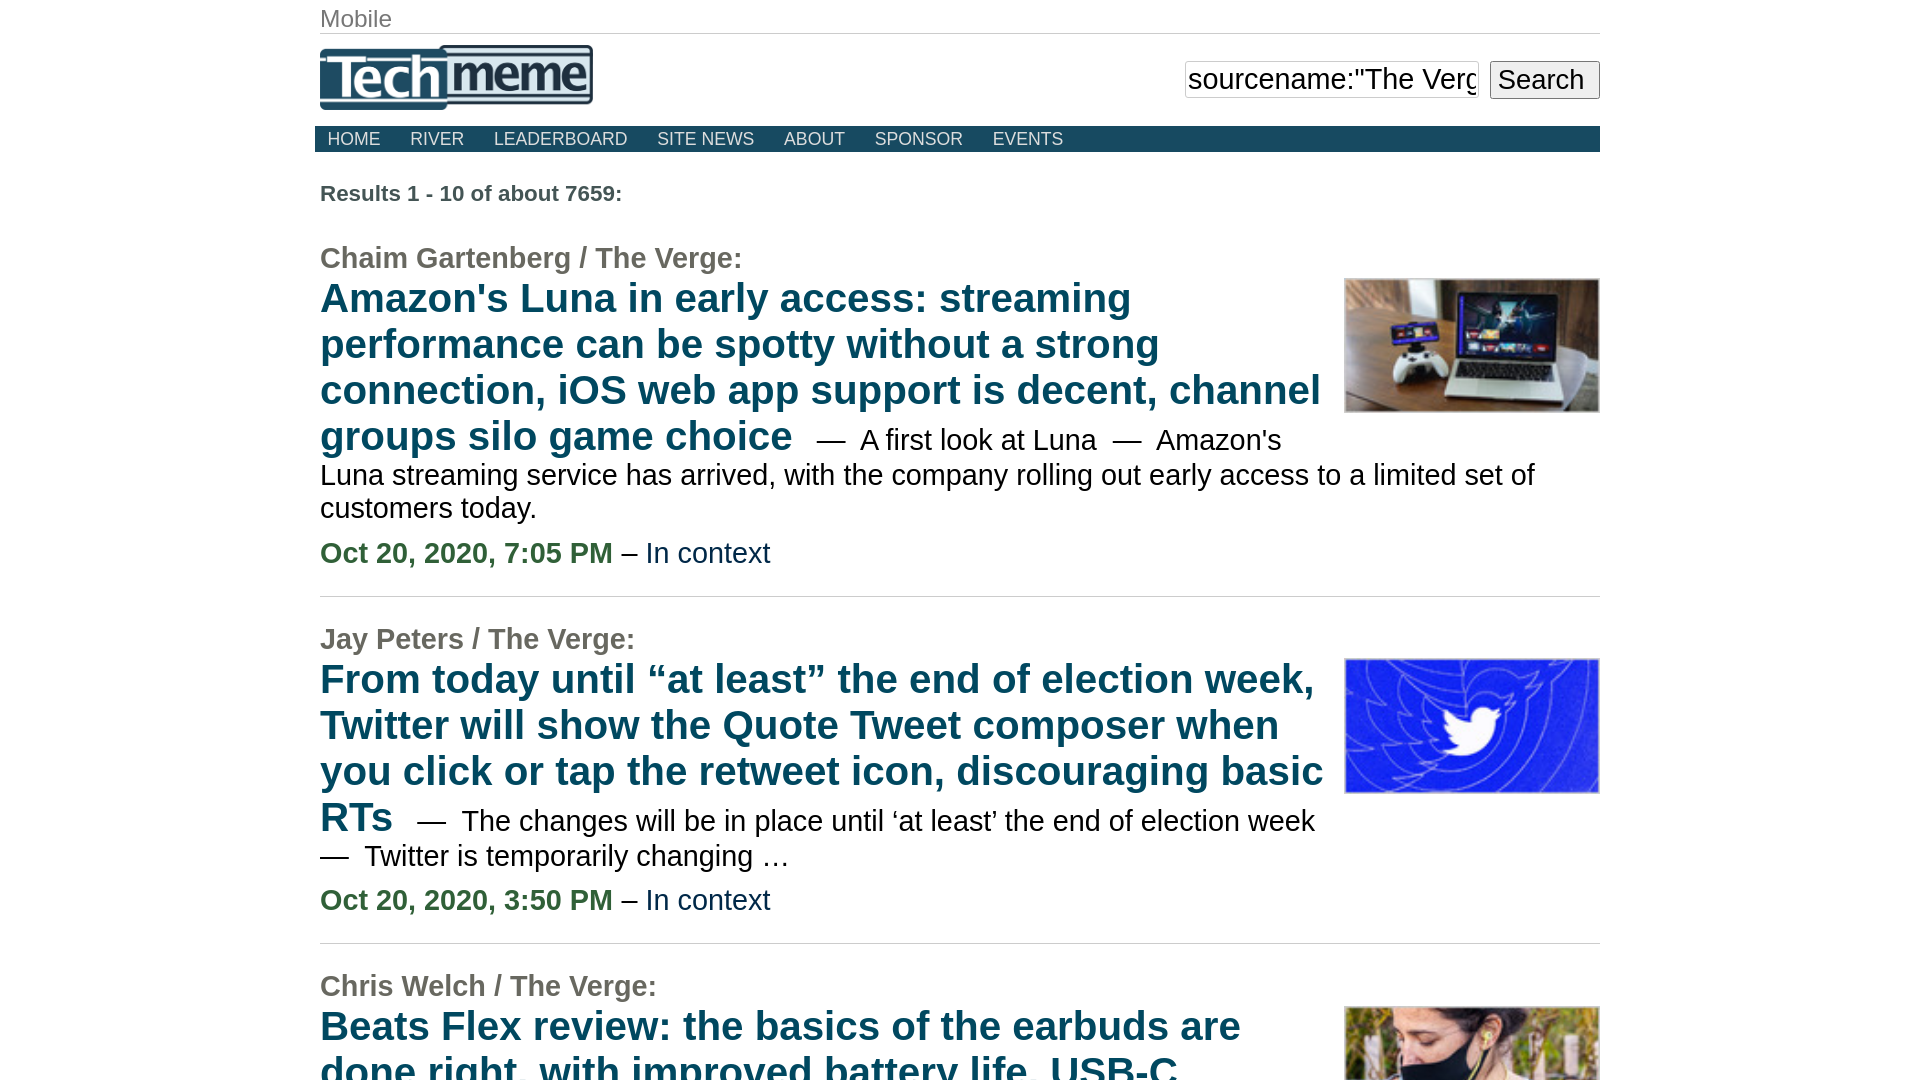 Mobile
Techmeme
sourcename:"The Verg
Search
HOME RIVER LEADERBOARD SITE NEWS ABOUT SPONSOR EVENTS
Results 1 - 10 of about 7659:
Chaim Gartenberg / The Verge:
Amazon's Luna in early access: streaming
performance can be spotty without a strong
connection, iOS web app support is decent, channel
groups silo game choice — A first look at Luna — Amazon's
Luna streaming service has arrived, with the company rolling out early access to a limited set of
customers today.
Oct 20, 2020, 7:05 PM – In context
Jay Peters / The Verge:
From today until “at least” the end of election week,
Twitter will show the Quote Tweet composer when
you click or tap the retweet icon, discouraging basic
RTs — The changes will be in place until ‘at least’ the end of election week
— Twitter is temporarily changing …
Oct 20, 2020, 3:50 PM – In context
Chris Welch / The Verge:
Beats Flex review: the basics of the earbuds are
done right, with improved battery life, USB-C